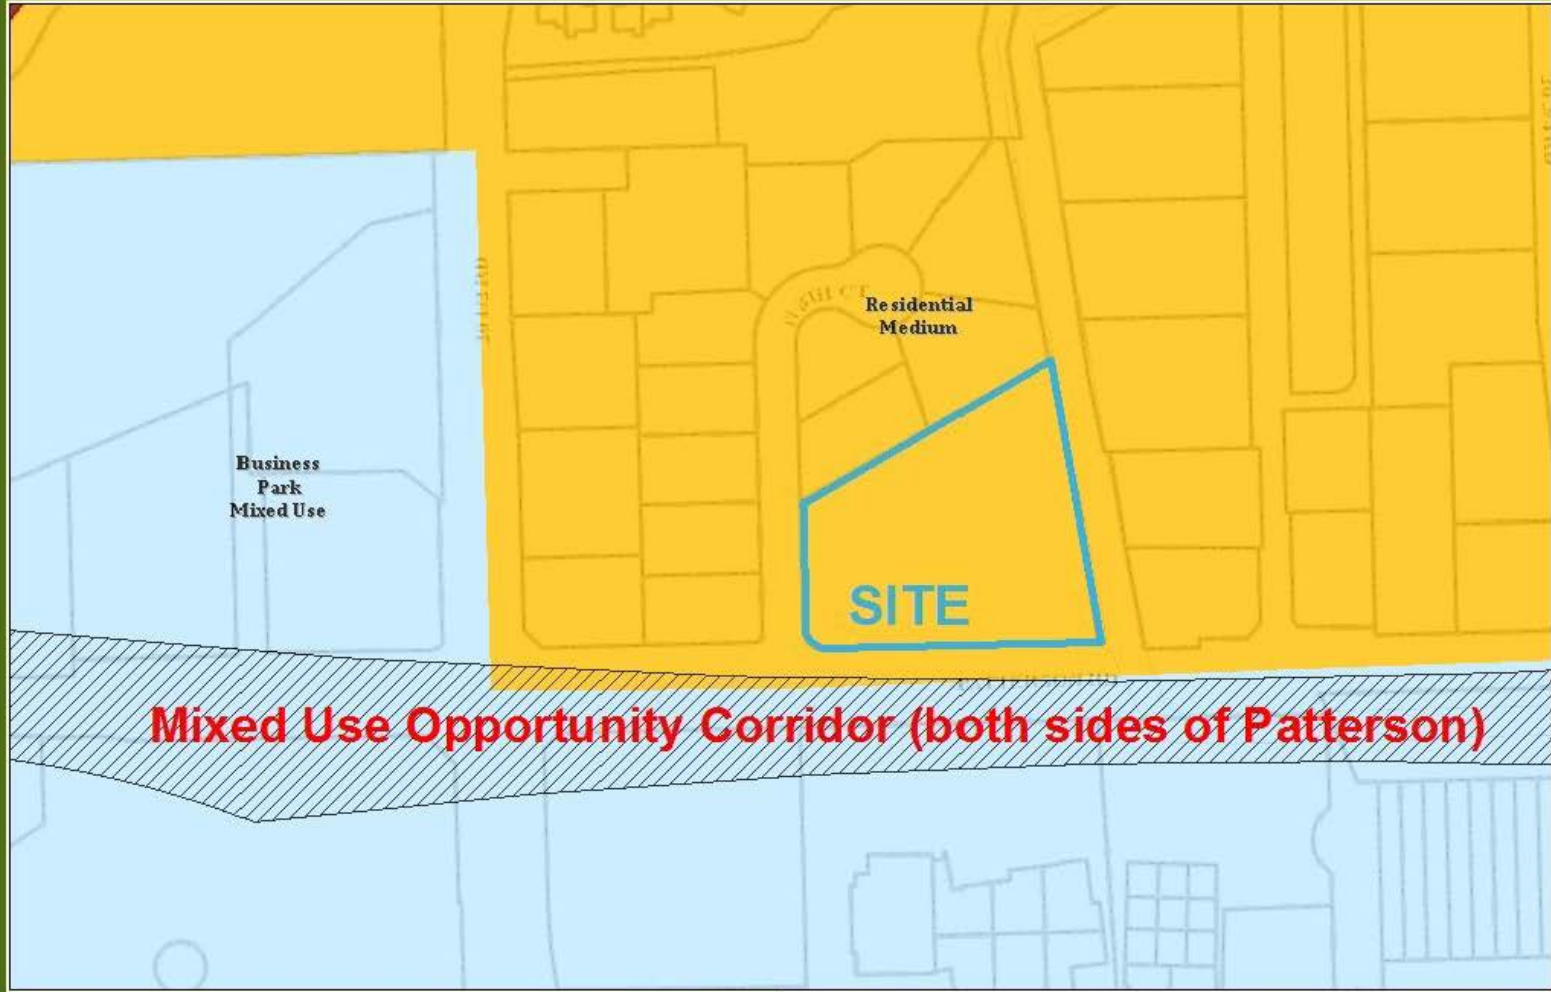 Residential
Medium
Business
Park
Mixed Use
SITE
Mixed Use Opportunity Corridor (both sides of Patterson)